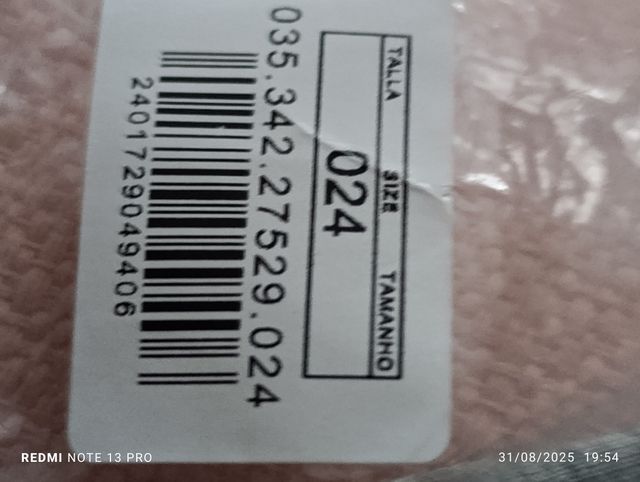 TALLA SIZE TAMANHO
024
035.342.27529.024
2401729049406
REDMI NOTE 13 PRO
31/08/2025 19:54